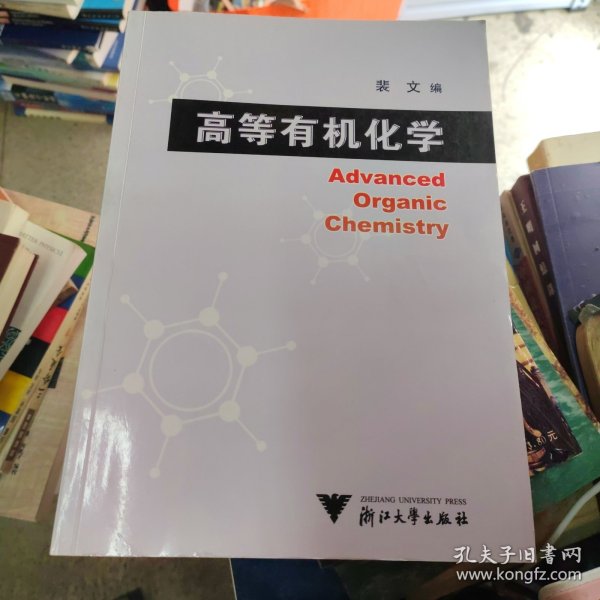 裴 文 编
高等有机化学
Advanced
Organic
Chemistry
ZHEJIANG UNIVERSITY PRESS
浙江大學出版社
孔夫子旧书网
www.kongfz.com